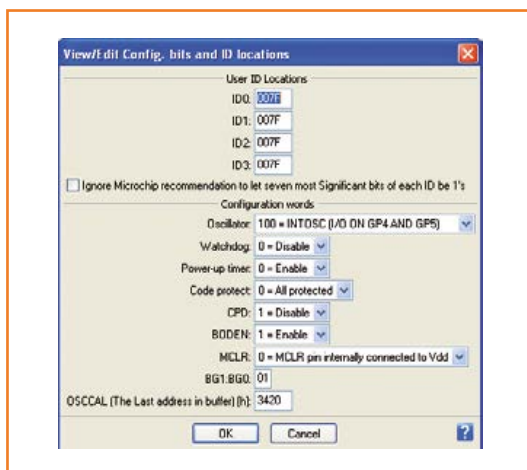 View/Edit Config. bits and ID locations
User ID Locations
ID0: 007F
ID1: 007F
ID2: 007F
ID3: 007F
Ignore Microchip recommendation to let seven most Significant bits of each ID be 1's
Configuration words
Oscillator: 100 = INTOSC (I/O ON GP4 AND GP5)
Watchdog: 0 = Disable
Power-up timer: 0 = Enable
Code protect: 0 = All protected
CPD: 1 = Disable
BODEN: 1 = Enable
MCLR: 0 = MCLR pin internally connected to Vdd
BG1:BG0: 01
OSCCAL (The Last address in buffer) [h]: 3420
OK Cancel ?